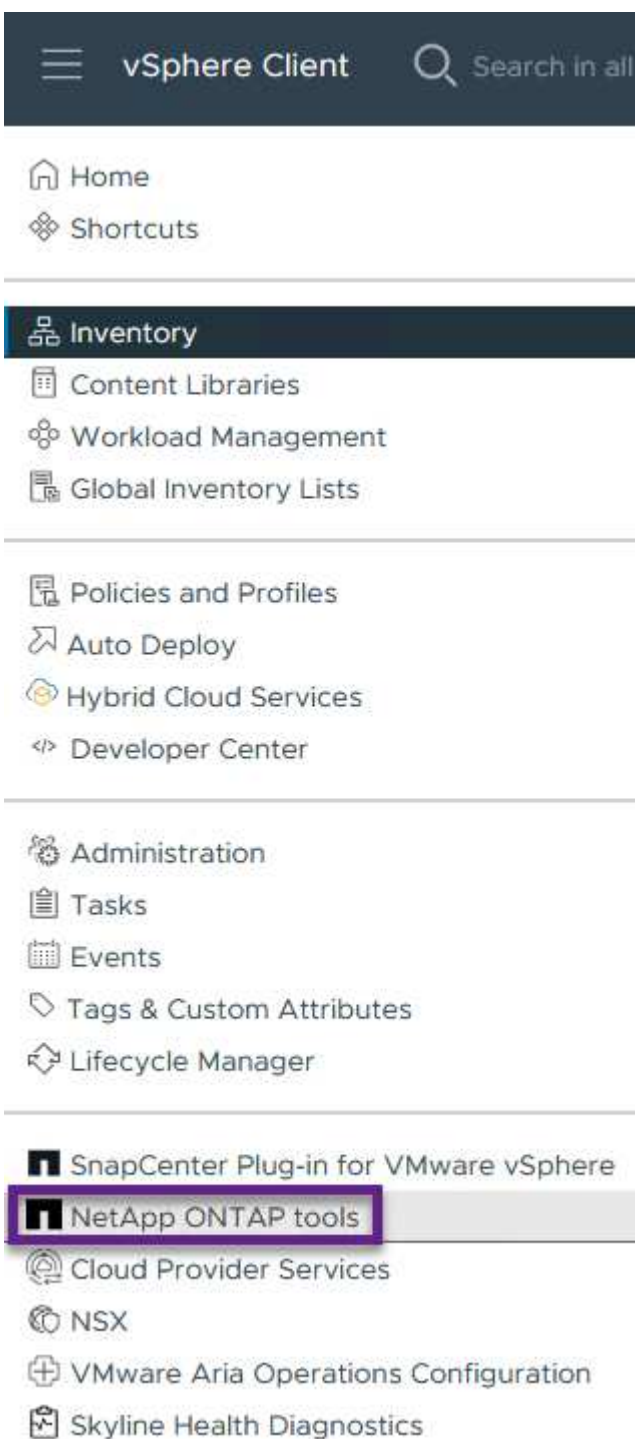 vSphere Client Search in all
Home
Shortcuts
Inventory
Content Libraries
Workload Management
Global Inventory Lists
Policies and Profiles
Auto Deploy
Hybrid Cloud Services
Developer Center
Administration
Tasks
Events
Tags & Custom Attributes
Lifecycle Manager
SnapCenter Plug-in for VMware vSphere
NetApp ONTAP tools
Cloud Provider Services
NSX
VMware Aria Operations Configuration
Skyline Health Diagnostics